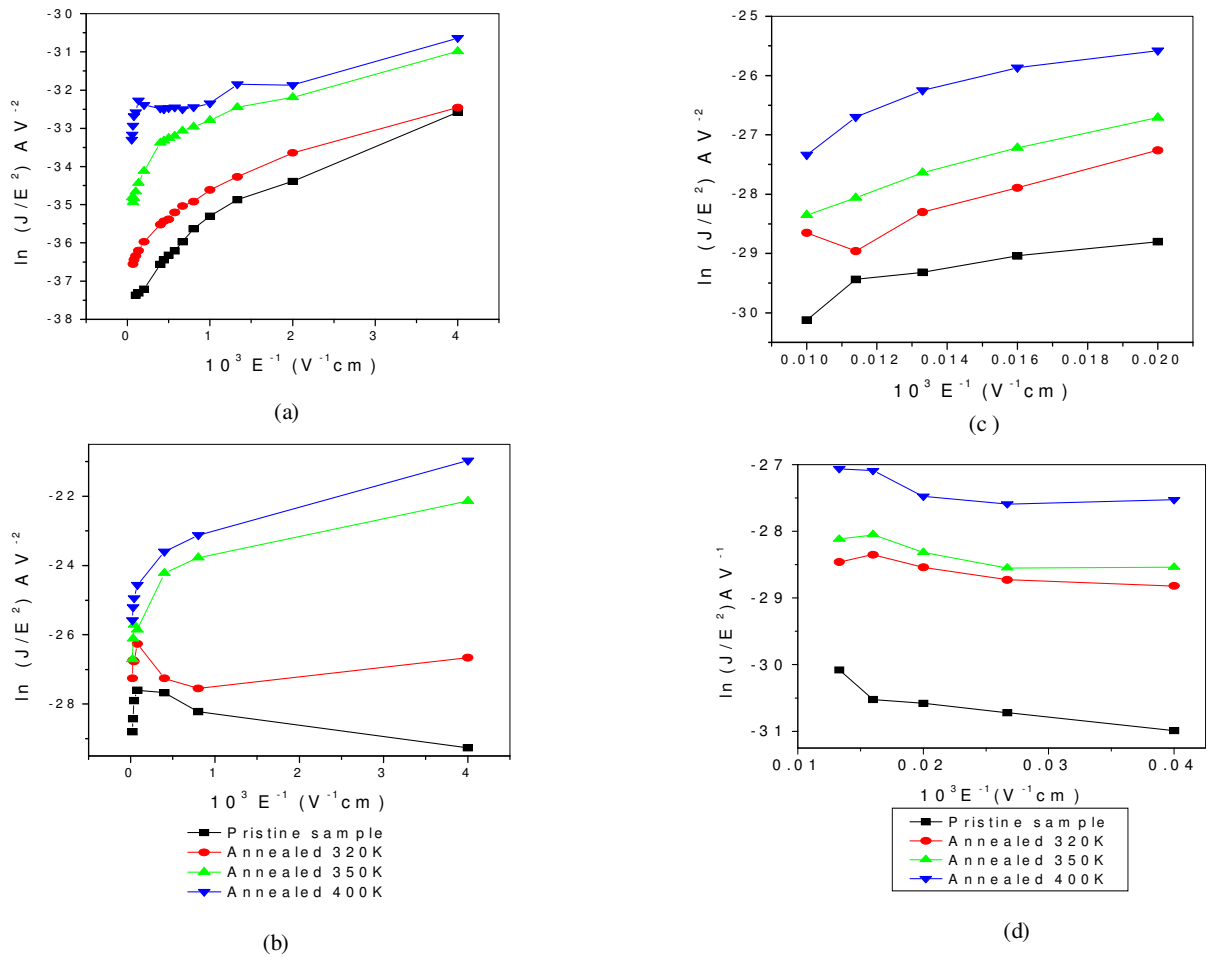 -30
-31
-32
-33
-34
-35
-36
-37
-38
0 1 2 3 4
ln (J/E²) A V⁻²
10³ E⁻¹ (V⁻¹cm)
(a)
-22
-24
-26
-28
0 1 2 3 4
ln (J/E²) A V⁻²
10³ E⁻¹ (V⁻¹cm)
Pristine sample
Annealed 320K
Annealed 350K
Annealed 400K
(b)
-25
-26
-27
-28
-29
-30
0.010 0.012 0.014 0.016 0.018 0.020
ln (J/E²) A V⁻²
10³ E⁻¹ (V⁻¹cm)
(c )
-27
-28
-29
-30
-31
0.01 0.02 0.03 0.04
ln (J/E²)A V⁻¹
10³E⁻¹(V⁻¹cm)
Pristine sample
Annealed 320K
Annealed 350K
Annealed 400K
(d)